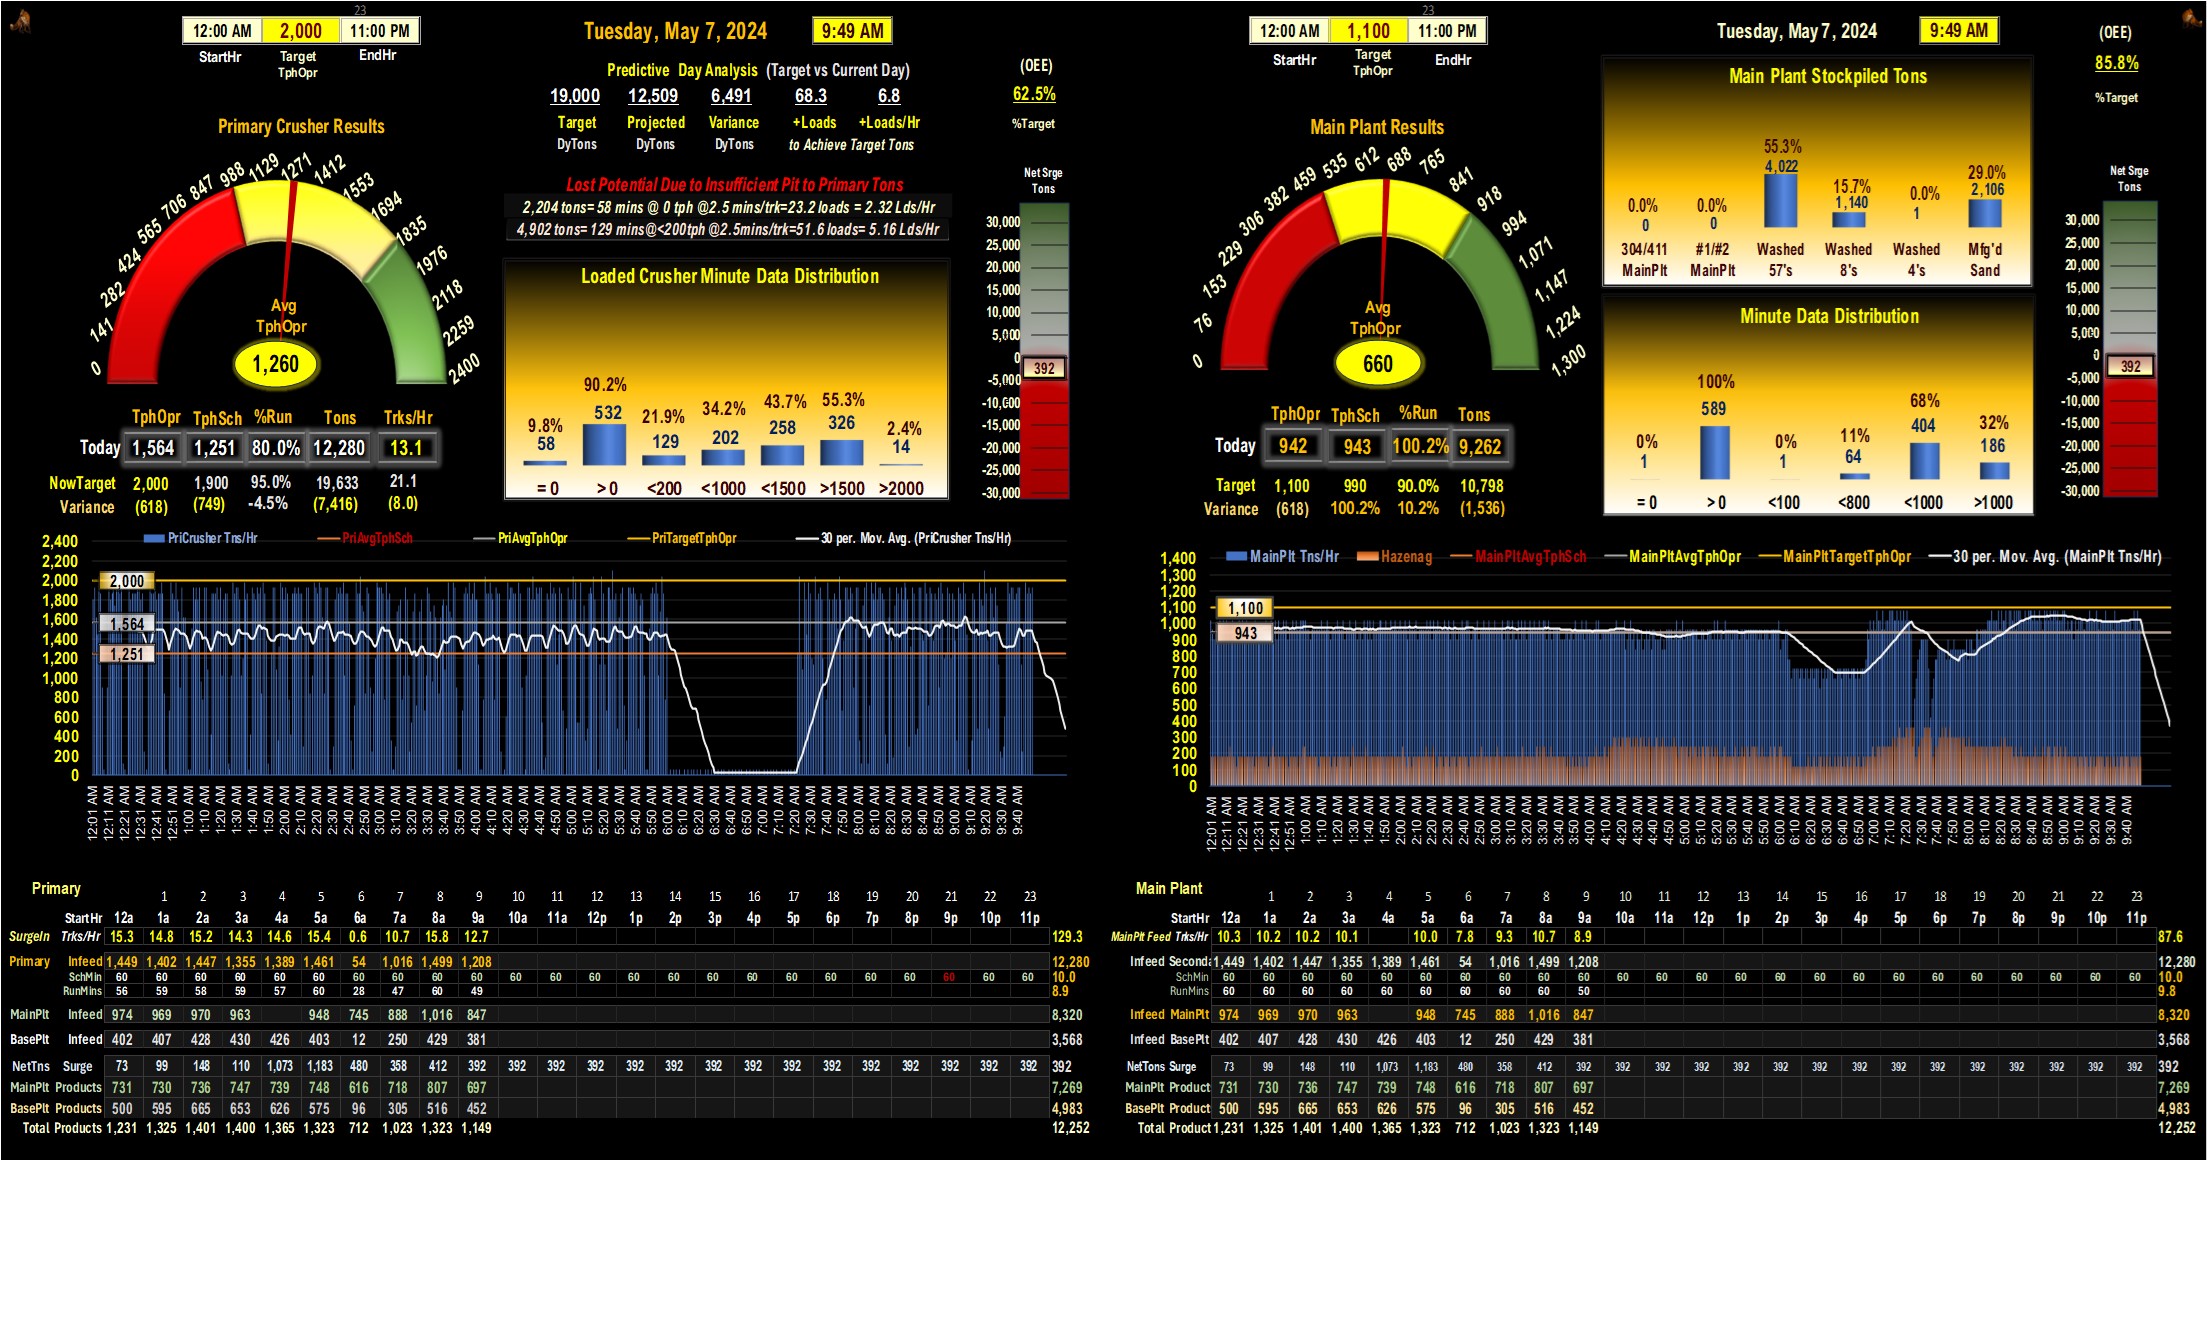 23
12:00 AM 2,000 11:00 PM
StartHr Target TphOpr EndHr
Tuesday, May 7, 2024 9:49 AM
Predictive Day Analysis (Target vs Current Day)
19,000 12,509 6,491 68.3 6.8
Target Projected Variance +Loads +Loads/Hr
DyTons DyTons DyTons to Achieve Target Tons
(OEE)
62.5%
%Target
Primary Crusher Results
0 141 282 424 565 706 847 988 1129 1271 1412 1553 1694 1835 1976 2118 2259 2400
Avg
TphOpr
1,260
Lost Potential Due to Insufficient Pit to Primary Tons
2,204 tons= 58 mins @ 0 tph @2.5 mins/trk=23.2 loads = 2.32 Lds/Hr
4,902 tons= 129 mins@<200tph @2.5mins/trk=51.6 loads= 5.16 Lds/Hr
Loaded Crusher Minute Data Distribution
9.8% 90.2% 21.9% 34.2% 43.7% 55.3% 2.4%
58 532 129 202 258 326 14
= 0 > 0 <200 <1000 <1500 >1500 >2000
Net Srge
Tons
30,000
25,000
20,000
15,000
10,000
5,000
0
392
-5,000
-10,000
-15,000
-20,000
-25,000
-30,000
TphOpr TphSch %Run Tons Trks/Hr
Today 1,564 1,251 80.0% 12,280 13.1
NowTarget 2,000 1,900 95.0% 19,633 21.1
Variance (618) (749) -4.5% (7,416) (8.0)
PriCrusher Tns/Hr PriAvgTphSch PriAvgTphOpr PriTargetTphOpr 30 per. Mov. Avg. (PriCrusher Tns/Hr)
2,400
2,200
2,000
1,800
1,600
1,400
1,200
1,000
800
600
400
200
0
2,000
1,564
1,251
12:01 AM 12:11 AM 12:21 AM 12:31 AM 12:41 AM 12:51 AM 1:00 AM 1:10 AM 1:20 AM 1:30 AM 1:40 AM 1:50 AM 2:00 AM 2:10 AM 2:20 AM 2:30 AM 2:40 AM 2:50 AM 3:00 AM 3:10 AM 3:20 AM 3:30 AM 3:40 AM 3:50 AM 4:00 AM 4:10 AM 4:20 AM 4:30 AM 4:40 AM 4:50 AM 5:00 AM 5:10 AM 5:20 AM 5:30 AM 5:40 AM 5:50 AM 6:00 AM 6:10 AM 6:20 AM 6:30 AM 6:40 AM 6:50 AM 7:00 AM 7:10 AM 7:20 AM 7:30 AM 7:40 AM 7:50 AM 8:00 AM 8:10 AM 8:20 AM 8:30 AM 8:40 AM 8:50 AM 9:00 AM 9:10 AM 9:20 AM 9:30 AM 9:40 AM
Primary
1 2 3 4 5 6 7 8 9 10 11 12 13 14 15 16 17 18 19 20 21 22 23
StartHr 12a 1a 2a 3a 4a 5a 6a 7a 8a 9a 10a 11a 12p 1p 2p 3p 4p 5p 6p 7p 8p 9p 10p 11p
SurgeIn Trks/Hr 15.3 14.8 15.2 14.3 14.6 15.4 0.6 10.7 15.8 12.7 129.3
Primary Infeed 1,449 1,402 1,447 1,355 1,389 1,461 54 1,016 1,499 1,208 12,280
SchMin 60 60 60 60 60 60 60 60 60 60 60 60 60 60 60 60 60 60 60 60 60 60 60 60 10.0
RunMins 56 59 58 59 57 60 28 47 60 49 8.9
MainPlt Infeed 974 969 970 963 948 745 888 1,016 847 8,320
BasePlt Infeed 402 407 428 430 426 403 12 250 429 381 3,568
NetTns Surge 73 99 148 110 1,073 1,183 480 358 412 392 392 392 392 392 392 392 392 392 392 392 392 392 392 392 392
MainPlt Products 731 730 736 747 739 748 616 718 807 697 7,269
BasePlt Products 500 595 665 653 626 575 96 305 516 452 4,983
Total Products 1,231 1,325 1,401 1,400 1,365 1,323 712 1,023 1,323 1,149 12,252
23
12:00 AM 1,100 11:00 PM
StartHr Target TphOpr EndHr
Tuesday, May 7, 2024 9:49 AM
(OEE)
85.8%
%Target
Main Plant Results
0 76 153 229 306 382 459 535 612 688 765 841 918 994 1,071 1,147 1,224 1,300
Avg
TphOpr
660
Main Plant Stockpiled Tons
0.0% 0.0% 55.3% 15.7% 0.0% 29.0%
0 0 4,022 1,140 1 2,106
304/411 #1/#2 Washed Washed Washed Mfg'd
MainPlt MainPlt 57's 8's 4's Sand
Minute Data Distribution
0% 100% 0% 11% 68% 32%
1 589 1 64 404 186
= 0 > 0 <100 <800 <1000 >1000
Net Srge
Tons
30,000
25,000
20,000
15,000
10,000
5,000
0
392
-5,000
-10,000
-15,000
-20,000
-25,000
-30,000
TphOpr TphSch %Run Tons
Today 942 943 100.2% 9,262
Target 1,100 990 90.0% 10,798
Variance (618) 100.2% 10.2% (1,536)
MainPlt Tns/Hr Hazenag MainPltAvgTphSch MainPltAvgTphOpr MainPltTargetTphOpr 30 per. Mov. Avg. (MainPlt Tns/Hr)
1,400
1,300
1,200
1,100
1,000
900
800
700
600
500
400
300
200
100
0
1,100
943
12:01 AM 12:11 AM 12:21 AM 12:31 AM 12:41 AM 12:51 AM 1:00 AM 1:10 AM 1:20 AM 1:30 AM 1:40 AM 1:50 AM 2:00 AM 2:10 AM 2:20 AM 2:30 AM 2:40 AM 2:50 AM 3:00 AM 3:10 AM 3:20 AM 3:30 AM 3:40 AM 3:50 AM 4:00 AM 4:10 AM 4:20 AM 4:30 AM 4:40 AM 4:50 AM 5:00 AM 5:10 AM 5:20 AM 5:30 AM 5:40 AM 5:50 AM 6:00 AM 6:10 AM 6:20 AM 6:30 AM 6:40 AM 6:50 AM 7:00 AM 7:10 AM 7:20 AM 7:30 AM 7:40 AM 7:50 AM 8:00 AM 8:10 AM 8:20 AM 8:30 AM 8:40 AM 8:50 AM 9:00 AM 9:10 AM 9:20 AM 9:30 AM 9:40 AM
Main Plant
1 2 3 4 5 6 7 8 9 10 11 12 13 14 15 16 17 18 19 20 21 22 23
StartHr 12a 1a 2a 3a 4a 5a 6a 7a 8a 9a 10a 11a 12p 1p 2p 3p 4p 5p 6p 7p 8p 9p 10p 11p
MainPlt Feed Trks/Hr 10.3 10.2 10.2 10.1 10.0 7.8 9.3 10.7 8.9 87.6
Infeed Seconda 1,449 1,402 1,447 1,355 1,389 1,461 54 1,016 1,499 1,208 12,280
SchMin 60 60 60 60 60 60 60 60 60 60 60 60 60 60 60 60 60 60 60 60 60 60 60 60 10.0
RunMins 60 60 60 60 60 60 60 60 60 50 9.8
Infeed MainPlt 974 969 970 963 948 745 888 1,016 847 8,320
Infeed BasePlt 402 407 428 430 426 403 12 250 429 381 3,568
NetTons Surge 73 99 148 110 1,073 1,183 480 358 412 392 392 392 392 392 392 392 392 392 392 392 392 392 392 392 392
MainPlt Product 731 730 736 747 739 748 616 718 807 697 7,269
BasePlt Product 500 595 665 653 626 575 96 305 516 452 4,983
Total Product 1,231 1,325 1,401 1,400 1,365 1,323 712 1,023 1,323 1,149 12,252